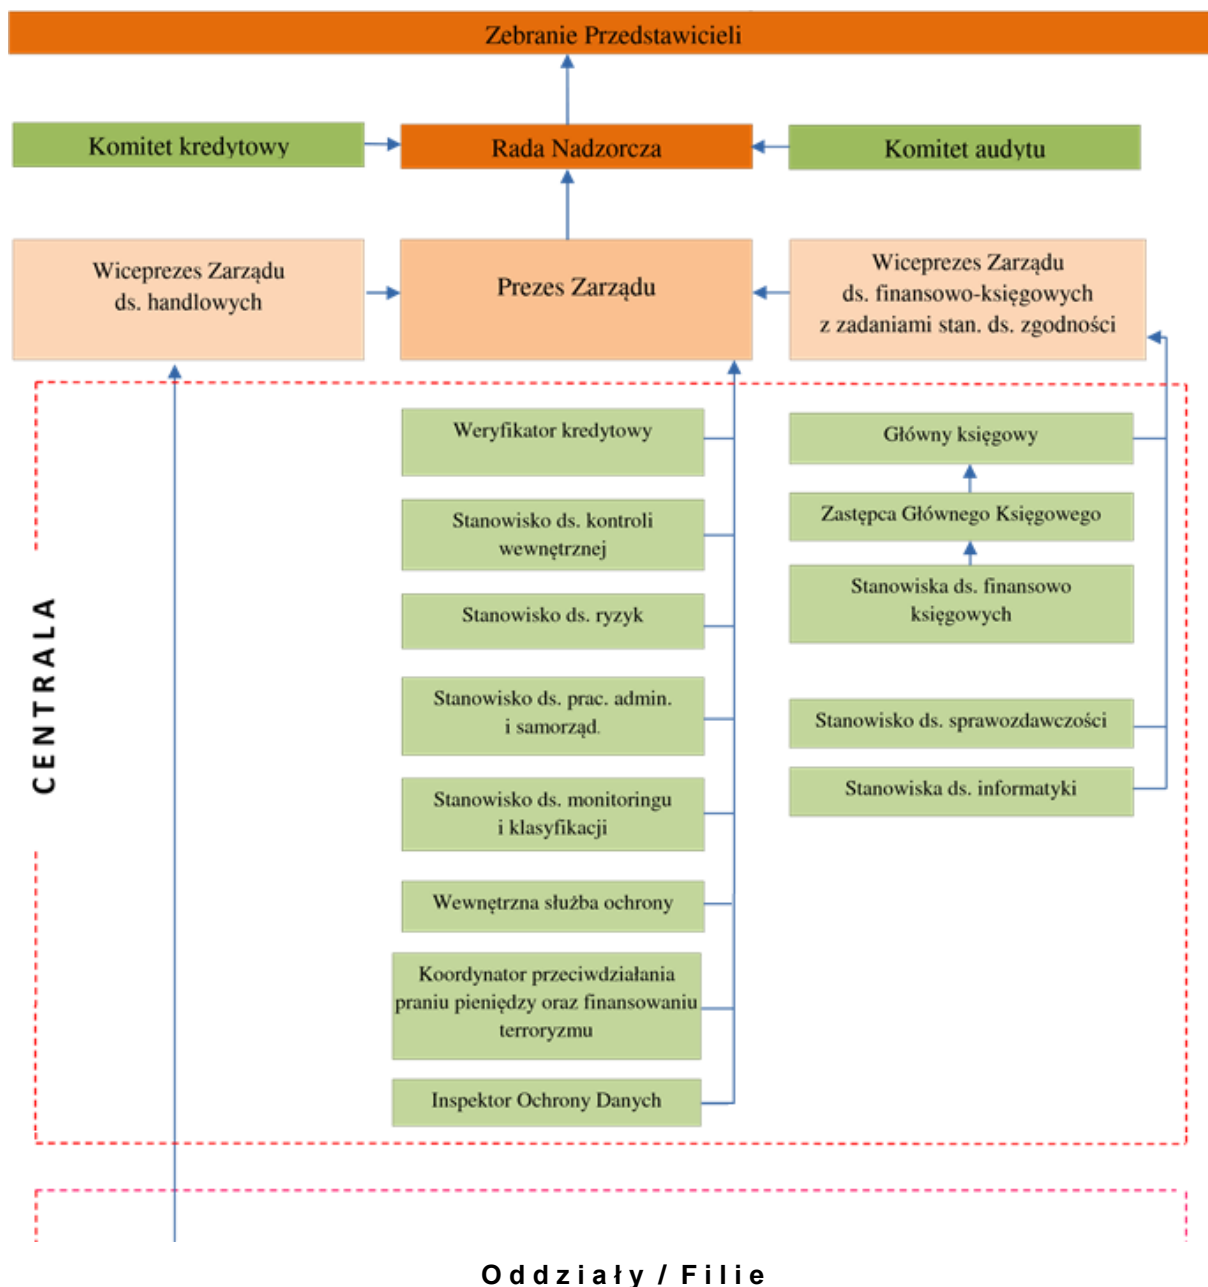 Zebranie Przedstawicieli
Komitet kredytowy
Rada Nadzorcza
Komitet audytu
Wiceprezes Zarządu
ds. handlowych
Prezes Zarządu
Wiceprezes Zarządu
ds. finansowo-księgowych
z zadaniami stan. ds. zgodności
CENTRALA
Weryfikator kredytowy
Stanowisko ds. kontroli
wewnętrznej
Stanowisko ds. ryzyk
Stanowisko ds. prac. admin.
i samorząd.
Stanowisko ds. monitoringu
i klasyfikacji
Wewnętrzna służba ochrony
Koordynator przeciwdziałania
praniu pieniędzy oraz finansowaniu
terroryzmu
Inspektor Ochrony Danych
Główny księgowy
Zastępca Głównego Księgowego
Stanowiska ds. finansowo
księgowych
Stanowisko ds. sprawozdawczości
Stanowiska ds. informatyki
Oddziały / Filie